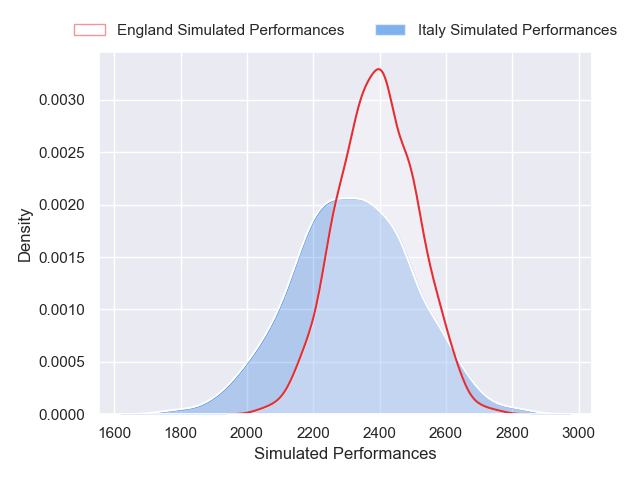 England Simulated Performances Italy Simulated Performances
0.0030
0.0025
0.0020
0.0015
0.0010
0.0005
0.0000
Density
1600 1800 2000 2200 2400 2600 2800 3000
Simulated Performances